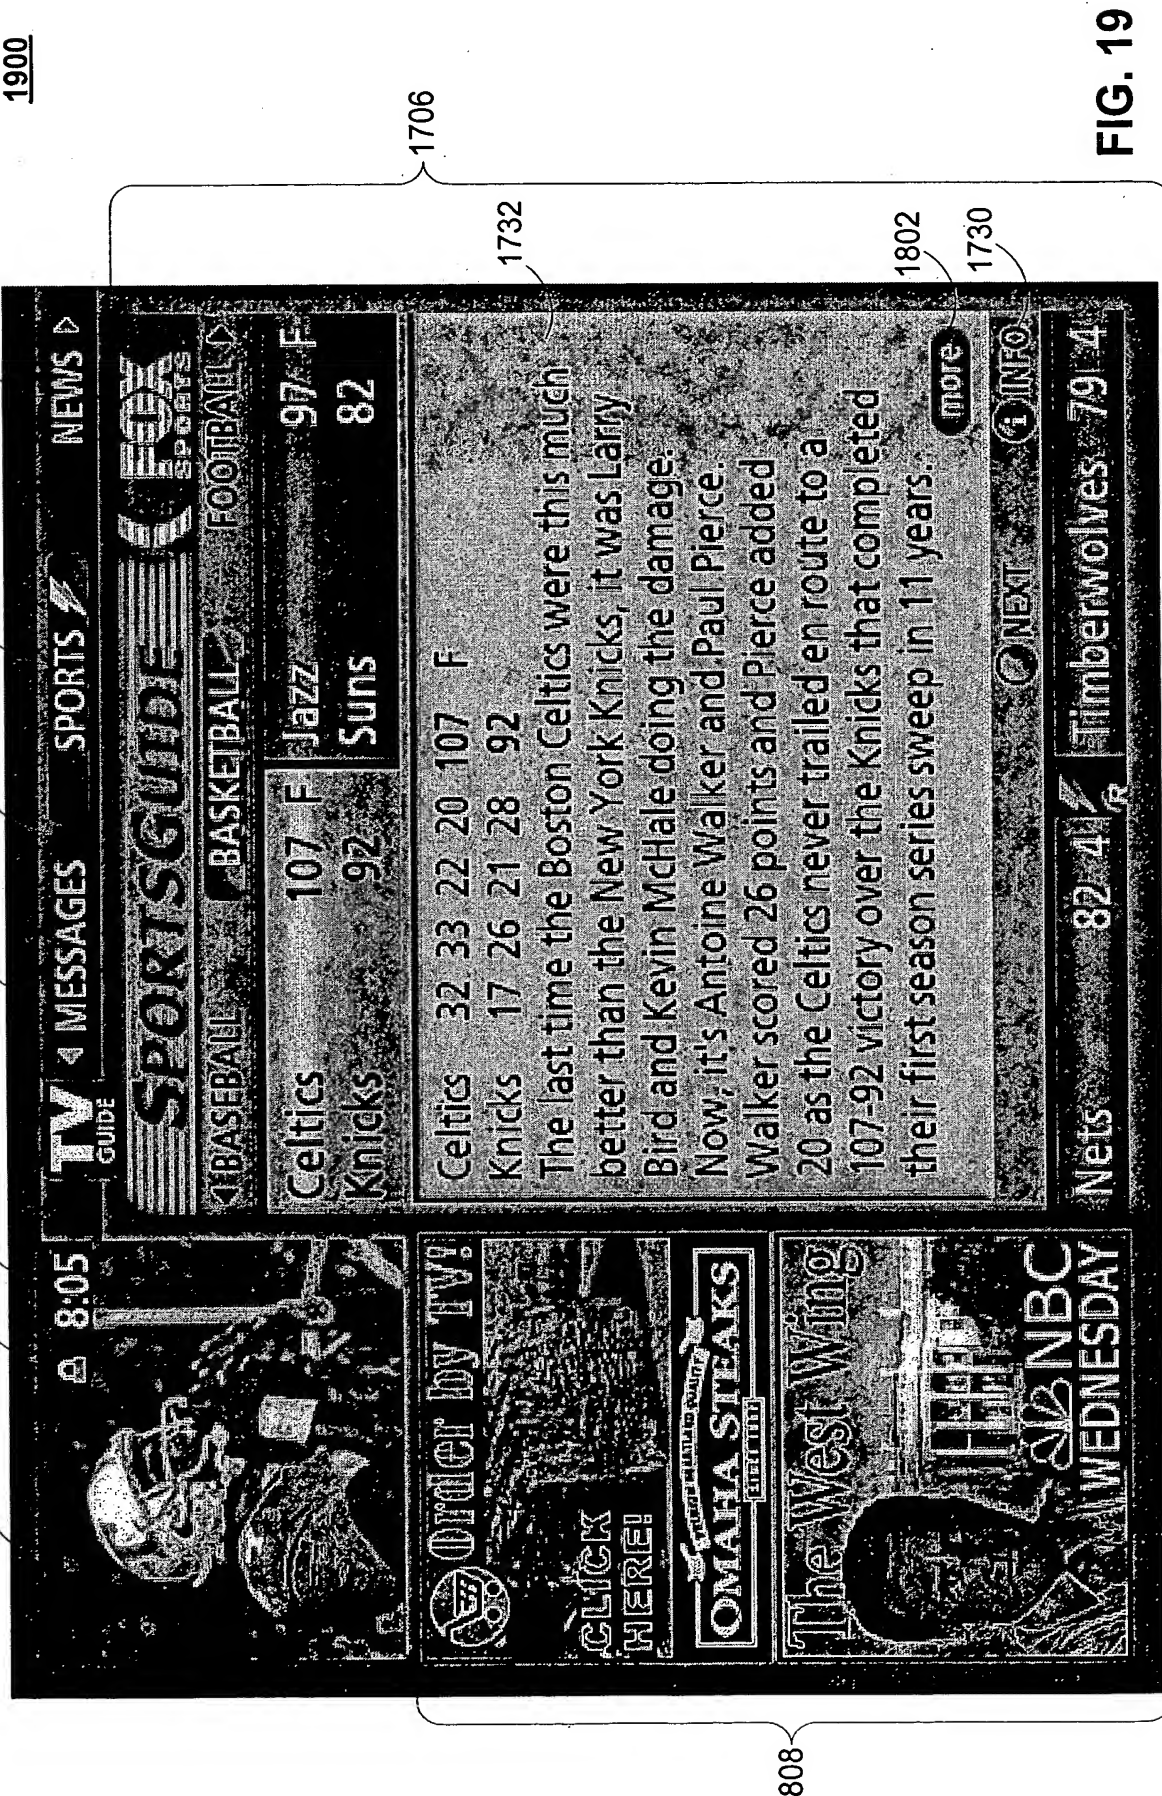 1900
8:05
TV
GUIDE
MESSAGES
SPORTS
NEWS
SPORTSGUIDE
FOX
SPORTS
BASEBALL
BASKETBALL
FOOTBALL
Celtics 107 F
Knicks 92
Jazz 97 F
Suns 82
Celtics 32 33 22 20 107 F
Knicks 17 26 21 28 92
The last time the Boston Celtics were this much
better than the New York Knicks, it was Larry
Bird and Kevin McHale doing the damage.
Now, it's Antoine Walker and Paul Pierce.
Walker scored 26 points and Pierce added
20 as the Celtics never trailed en route to a
107-92 victory over the Knicks that completed
their first season series sweep in 11 years.
more
NEXT
i INFO
Nets 82 4
Timberwolves 79 4
Order by TV!
CLICK
HERE!
OMAHA STEAKS
The West Wing
NBC
WEDNESDAY
1706
1732
1802
1730
808
FIG. 19